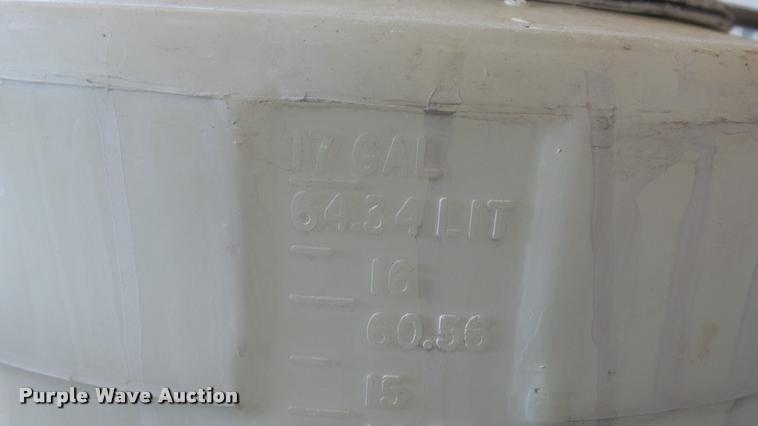 17 GAL
64.34 LIT
16
60.56
15
Purple Wave Auction